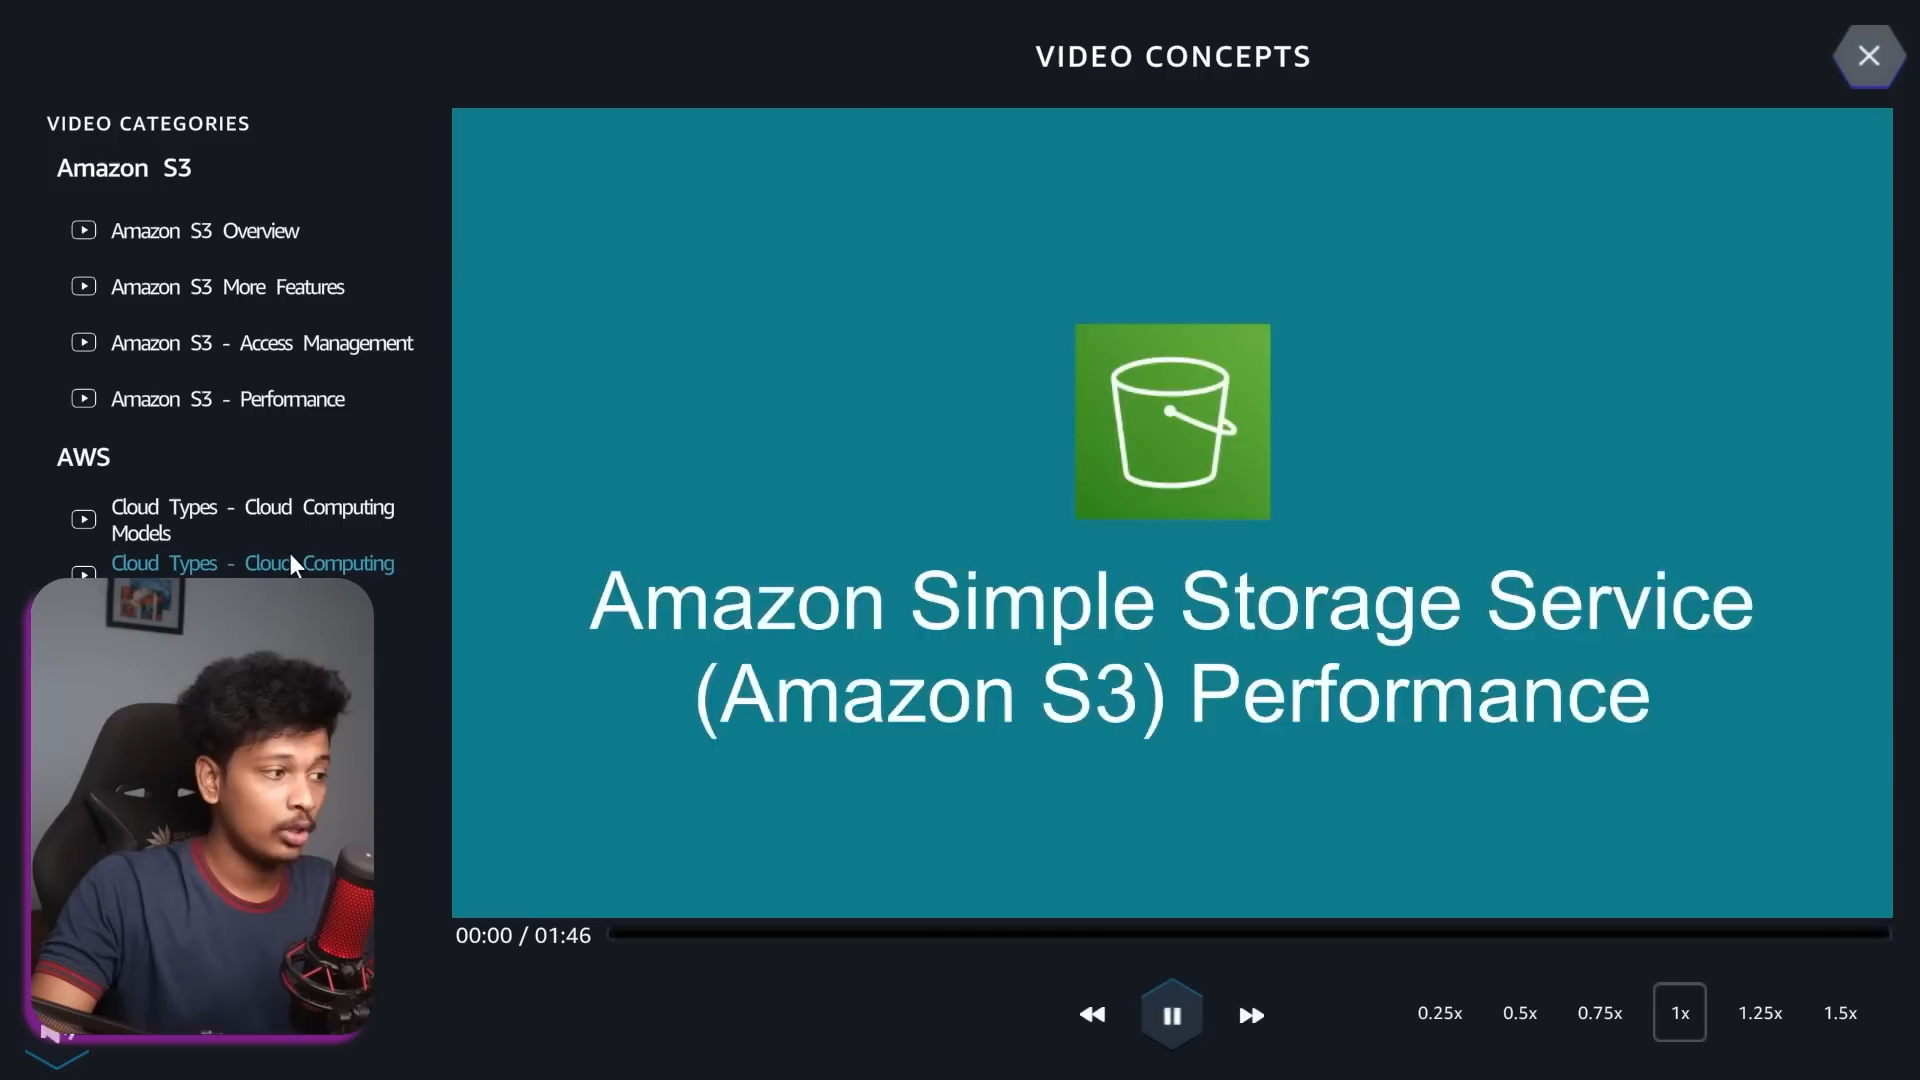 VIDEO CONCEPTS
VIDEO CATEGORIES
Amazon S3
Amazon S3 Overview
Amazon S3 More Features
Amazon S3 - Access Management
Amazon S3 - Performance
AWS
Cloud Types - Cloud Computing
Models
Cloud Types - Cloud Computing
Amazon Simple Storage Service
(Amazon S3) Performance
00:00 / 01:46
0.25x 0.5x 0.75x 1x 1.25x 1.5x